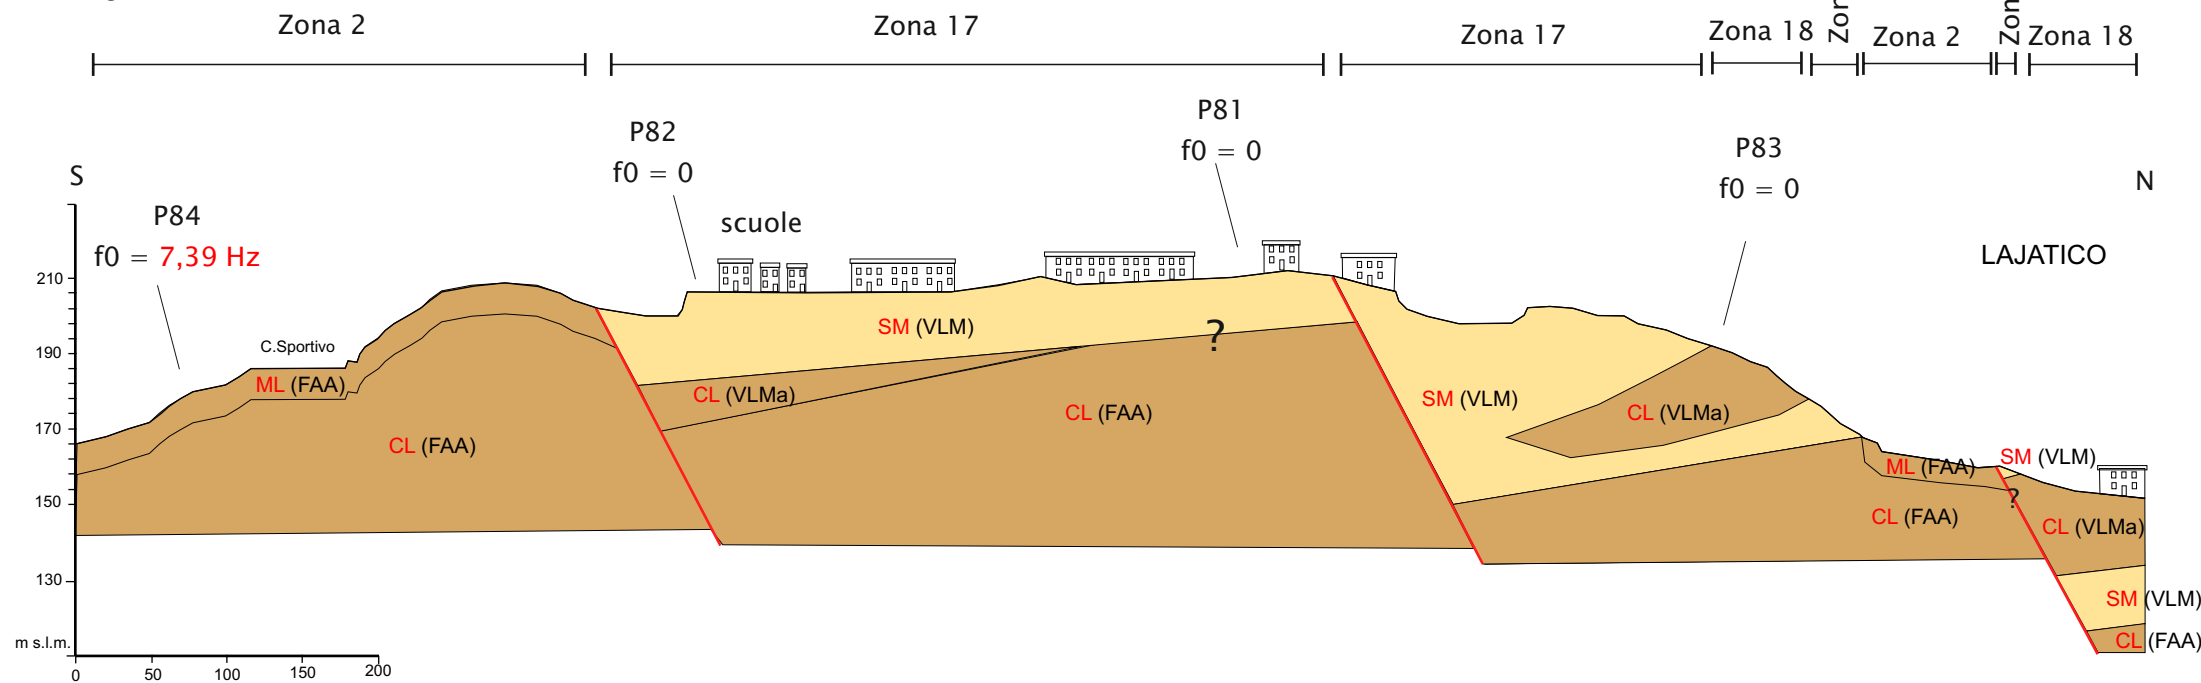 Zona 2
Zona 17
Zona 17
Zona 18
Zon
Zona 2
Zon
Zona 18
P81
f0 = 0
P82
f0 = 0
P83
f0 = 0
S
N
P84
f0 = 7,39 Hz
scuole
LAJATICO
210
190
170
150
130
m s.l.m.
0
50
100
150
200
C.Sportivo
ML (FAA)
CL (FAA)
SM (VLM)
?
CL (VLMa)
CL (FAA)
SM (VLM)
CL (VLMa)
ML (FAA)
SM (VLM)
?
CL (FAA)
CL (VLMa)
SM (VLM)
CL (FAA)